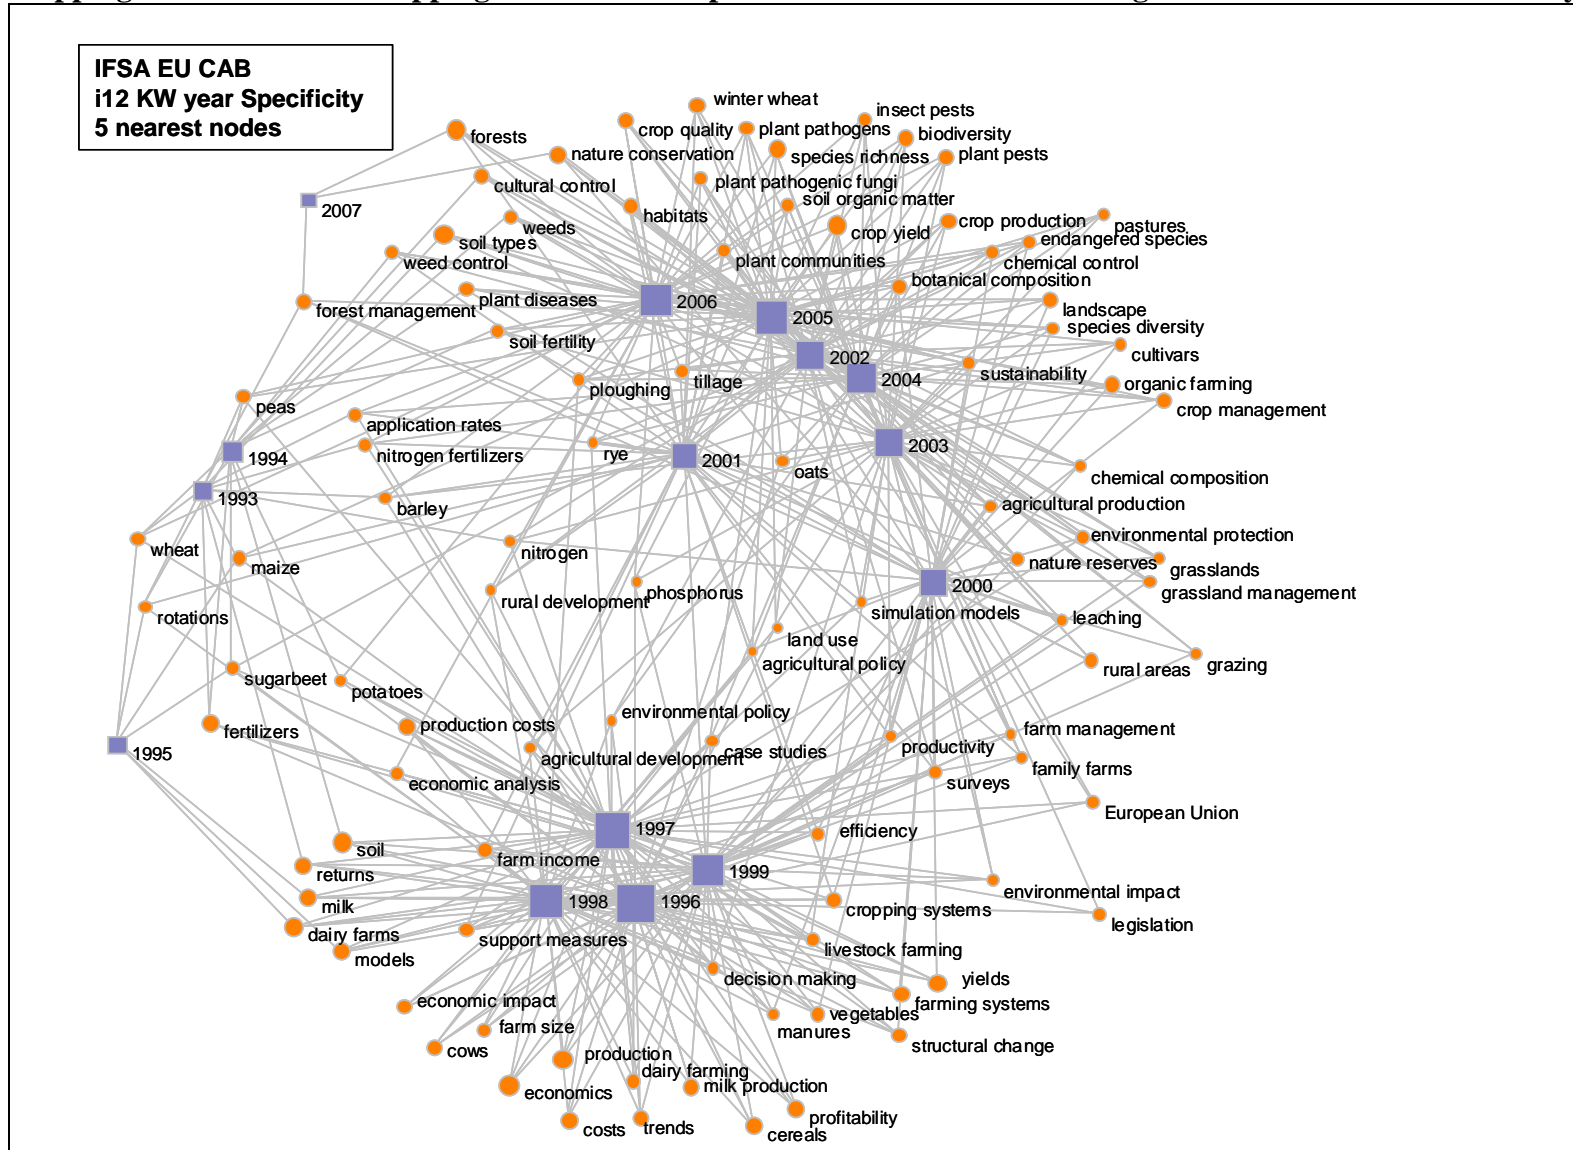 IFSA EU CAB
i12 KW year Specificity
5 nearest nodes
winter wheat
insect pests
crop quality
plant pathogens
biodiversity
forests
nature conservation
species richness
plant pests
cultural control
plant pathogenic fungi
soil organic matter
2007
habitats
weeds
crop yield
crop production
pastures
soil types
endangered species
weed control
plant communities
chemical control
botanical composition
plant diseases
2006
forest management
landscape
2005
species diversity
soil fertility
2002
cultivars
tillage
2004
sustainability
ploughing
organic farming
peas
crop management
application rates
2003
nitrogen fertilizers
rye
1994
2001
oats
chemical composition
1993
barley
agricultural production
environmental protection
wheat
nitrogen
maize
nature reserves
grasslands
2000
rural development
phosphorus
grassland management
rotations
simulation models
leaching
land use
agricultural policy
rural areas
grazing
sugarbeet
potatoes
environmental policy
production costs
fertilizers
farm management
1995
agricultural development
case studies
productivity
family farms
economic analysis
surveys
European Union
1997
efficiency
soil
farm income
returns
1999
environmental impact
milk
1998
1996
cropping systems
legislation
dairy farms
support measures
livestock farming
models
decision making
yields
economic impact
farming systems
farm size
vegetables
manures
cows
structural change
production
dairy farming
economics
milk production
profitability
costs
trends
cereals